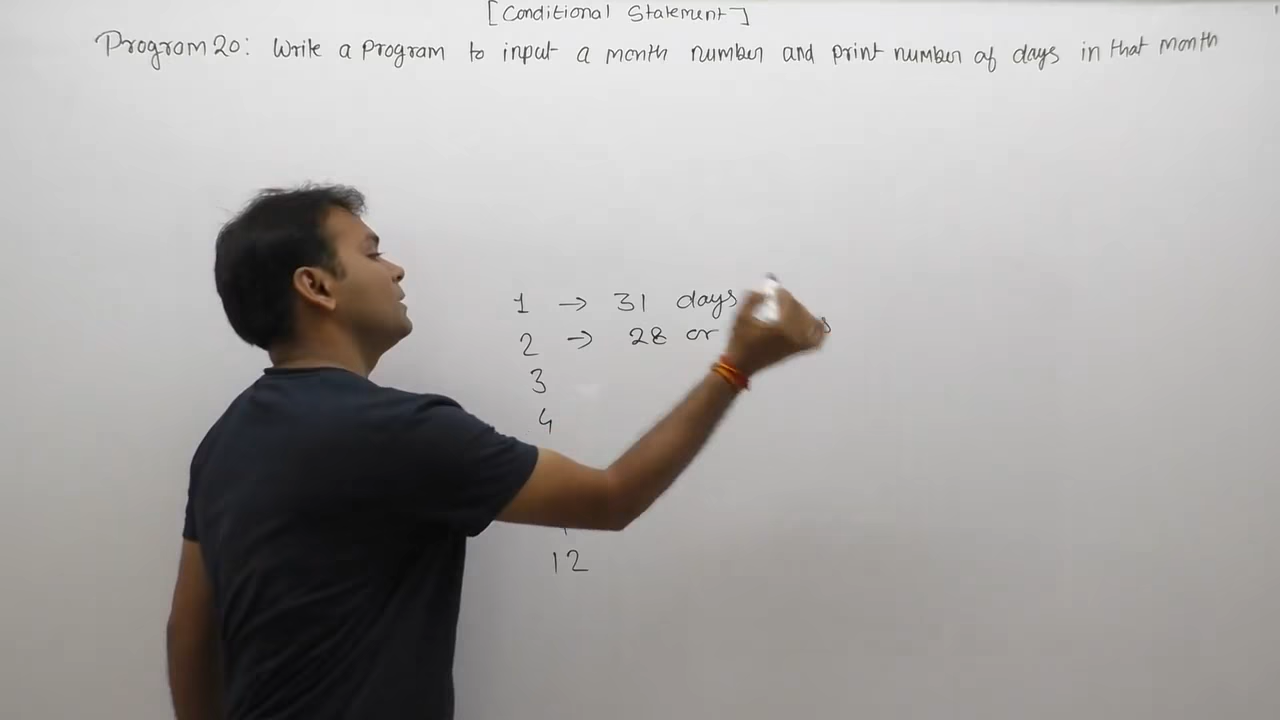 [Conditional Statement]
Program 20: Write a program to input a month number and print number of days in that month
1 → 31 days
2 → 28 or
3
4
12